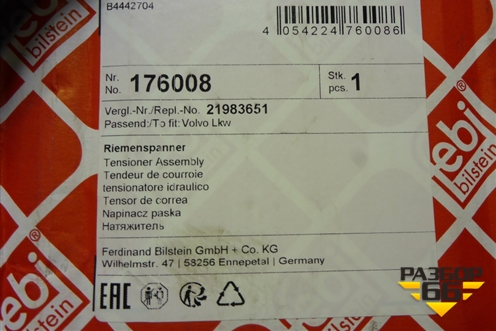 B4442704
4 054224 760086
Nr. No. 176008
Stk. pcs. 1
Vergl.-Nr./Repl.-No. 21983651
Passend:/To fit: Volvo Lkw
Riemenspanner
Tensioner Assembly
Tendeur de courroie
tensionatore icraulico
Tensor de correa
Napinacz paska
Натяжитель
Ferdinand Bilstein GmbH + Co. KG
Wilhelmstr. 47 | 58256 Ennepetal | Germany
EAC
febi
bilstein
febi
bilstein
febi
bilstein
РАЗБОР
66